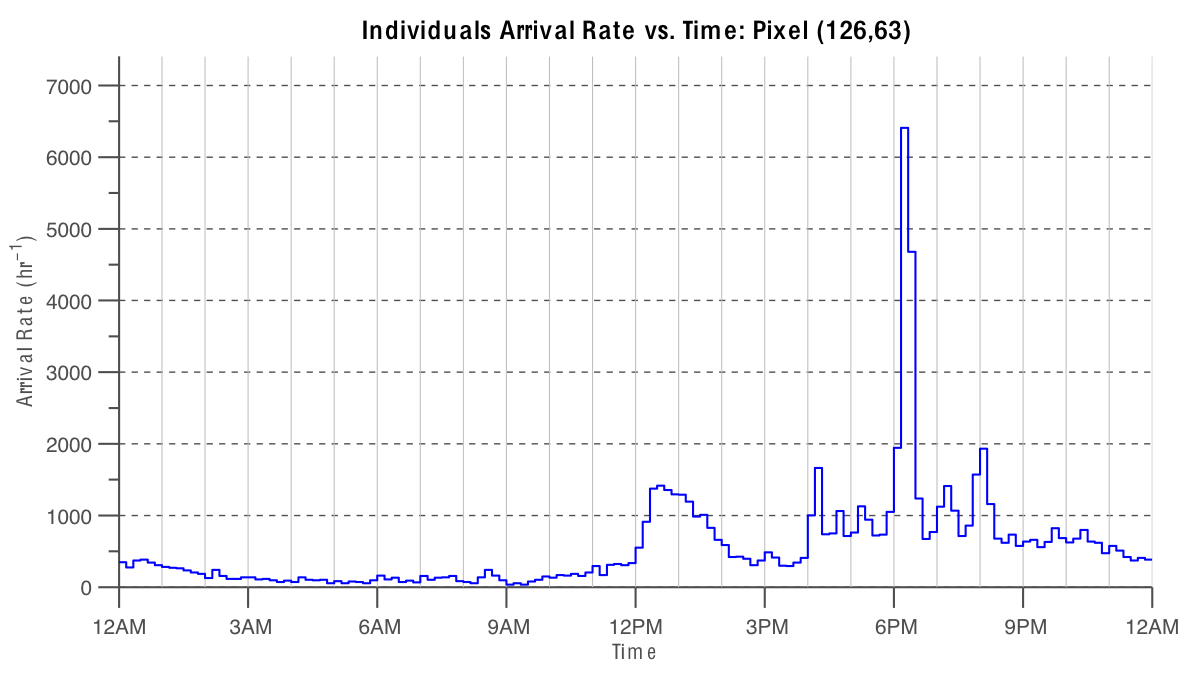 Individuals Arrival Rate vs. Time: Pixel (126,63)
7000
6000
5000
4000
3000
2000
1000
0
Arrival Rate (hr⁻¹)
12AM 3AM 6AM 9AM 12PM 3PM 6PM 9PM 12AM
Time